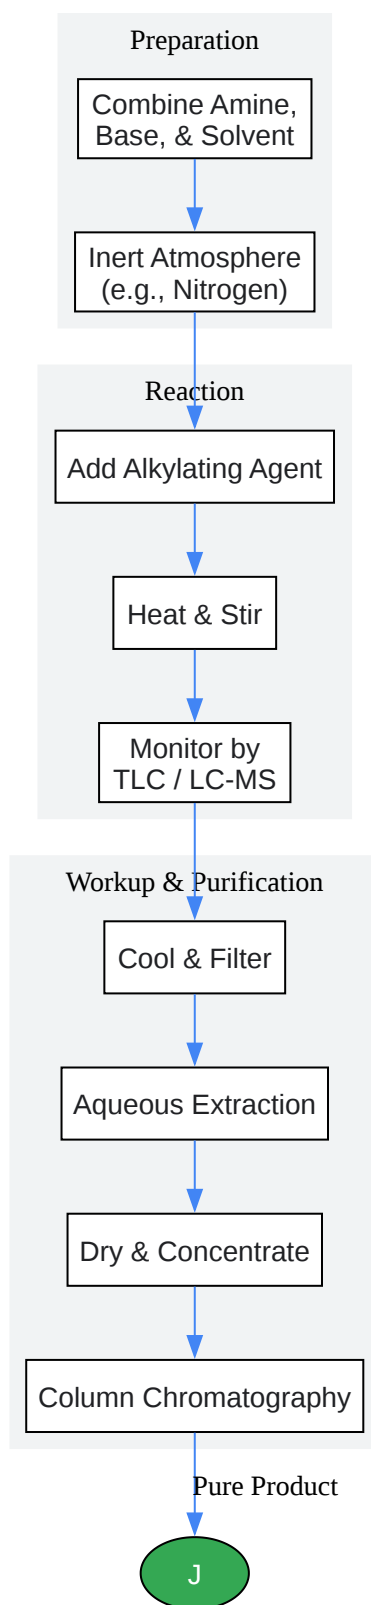 Preparation
Combine Amine,
Base, & Solvent
Inert Atmosphere
(e.g., Nitrogen)
Reaction
Add Alkylating Agent
Heat & Stir
Monitor by
TLC / LC-MS
Workup & Purification
Cool & Filter
Aqueous Extraction
Dry & Concentrate
Column Chromatography
Pure Product
J